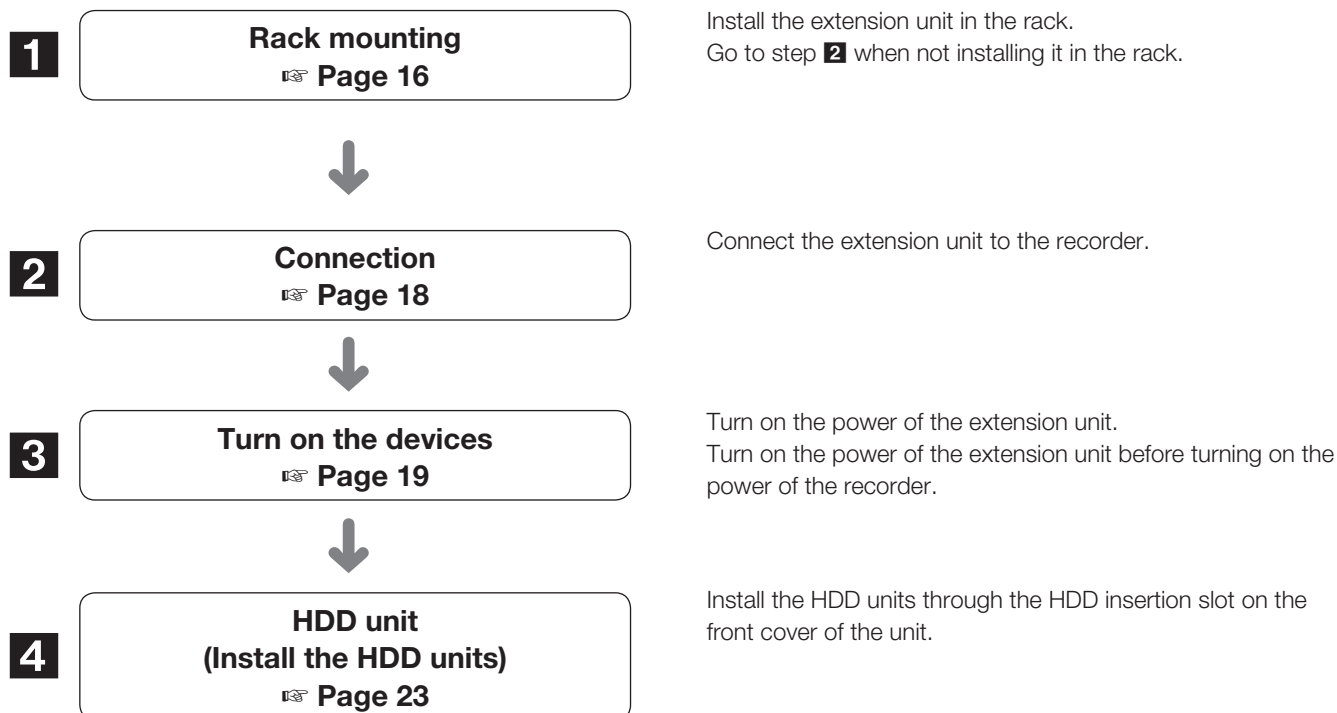 1
Rack mounting
☞ Page 16
Install the extension unit in the rack.
Go to step 2 when not installing it in the rack.
2
Connection
☞ Page 18
Connect the extension unit to the recorder.
3
Turn on the devices
☞ Page 19
Turn on the power of the extension unit.
Turn on the power of the extension unit before turning on the
power of the recorder.
4
HDD unit
(Install the HDD units)
☞ Page 23
Install the HDD units through the HDD insertion slot on the
front cover of the unit.